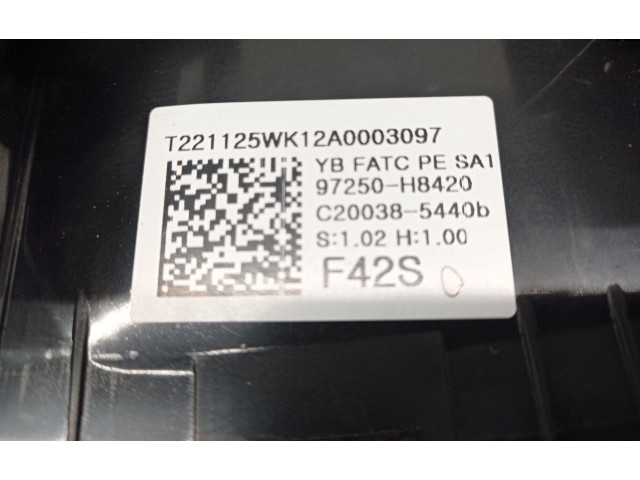 T221125WK12A0003097
YB FATC PE SA1
97250-H8420
C20038-5440b
S:1.02 H:1.00
F42S